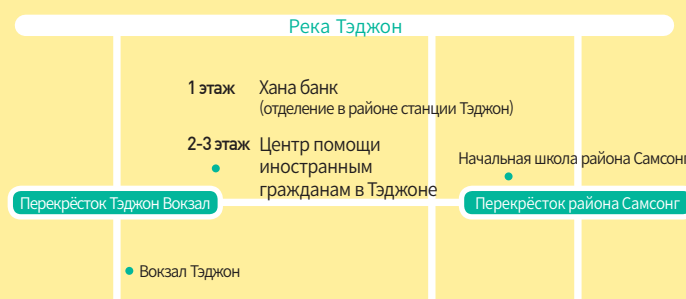 Река Тэджон
1 этаж Хана банк
(отделение в районе станции Тэджон)
2-3 этаж Центр помощи
иностранным
гражданам в Тэджоне
Начальная школа района Самсонг
Перекрёсток Тэджон Вокзал
Перекрёсток района Самсонг
Вокзал Тэджон